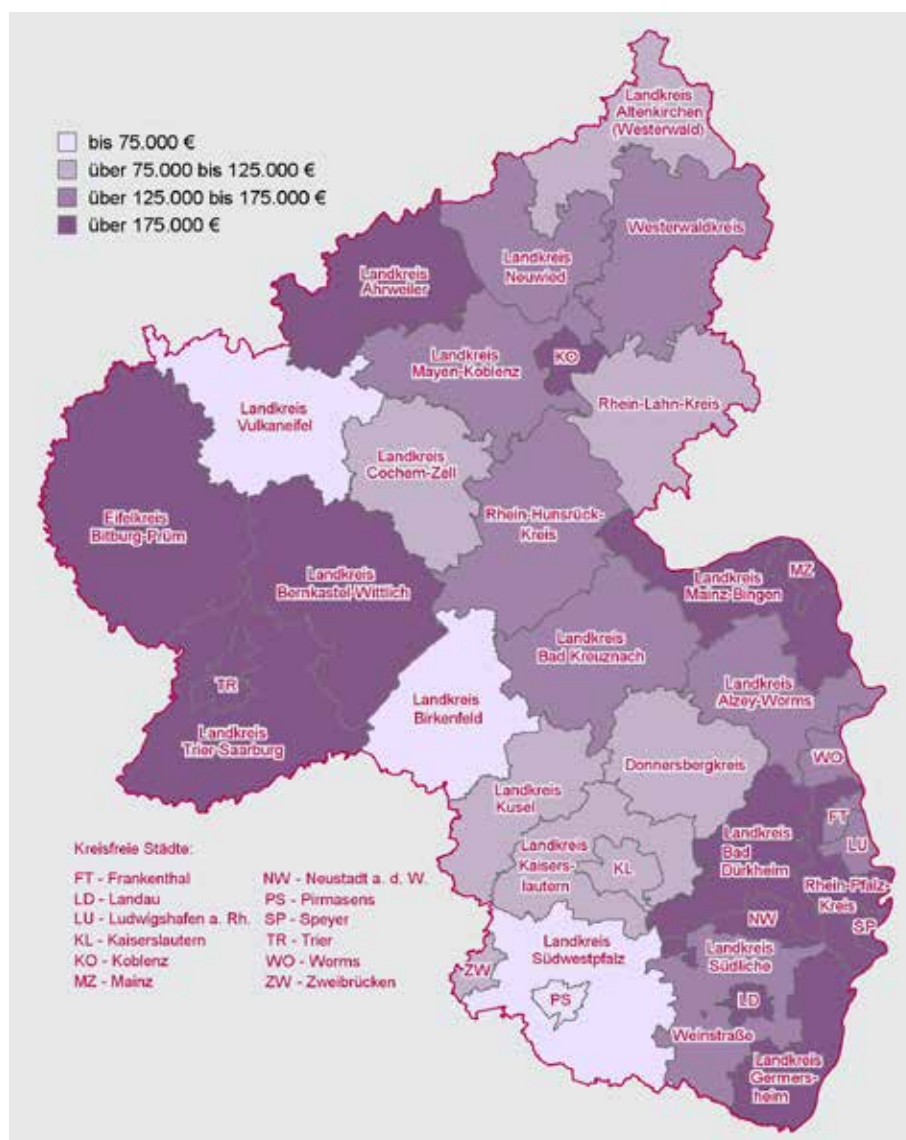 bis 75.000 €
über 75.000 bis 125.000 €
über 125.000 bis 175.000 €
über 175.000 €
Landkreis
Altenkirchen
(Westerwald)
Westerwaldkreis
Landkreis
Neuwied
Landkreis
Ahrweiler
Landkreis
Mayen-Koblenz
KO
Rhein-Lahn-Kreis
Landkreis
Vulkaneifel
Landkreis
Cochem-Zell
Rhein-Hunsrück-
Kreis
Eifelkreis
Bitburg-Prüm
Landkreis
Bernkastel-Wittlich
Landkreis
Mainz-Bingen
MZ
Landkreis
Bad Kreuznach
TR
Landkreis
Trier-Saarburg
Landkreis
Birkenfeld
Landkreis
Alzey-Worms
WO
Donnersbergkreis
Landkreis
Kusel
Landkreis
Kaisers-
lautern
KL
Landkreis
Bad
Dürkheim
FT
LU
Rhein-Pfalz-
Kreis
NW
SP
Landkreis
Südwestpfalz
ZW
PS
Landkreis
Südliche
LD
Weinstraße
Landkreis
Germers-
heim
Kreisfreie Städte:
FT - Frankenthal
LD - Landau
LU - Ludwigshafen a. Rh.
KL - Kaiserslautern
KO - Koblenz
MZ - Mainz
NW - Neustadt a. d. W.
PS - Pirmasens
SP - Speyer
TR - Trier
WO - Worms
ZW - Zweibrücken